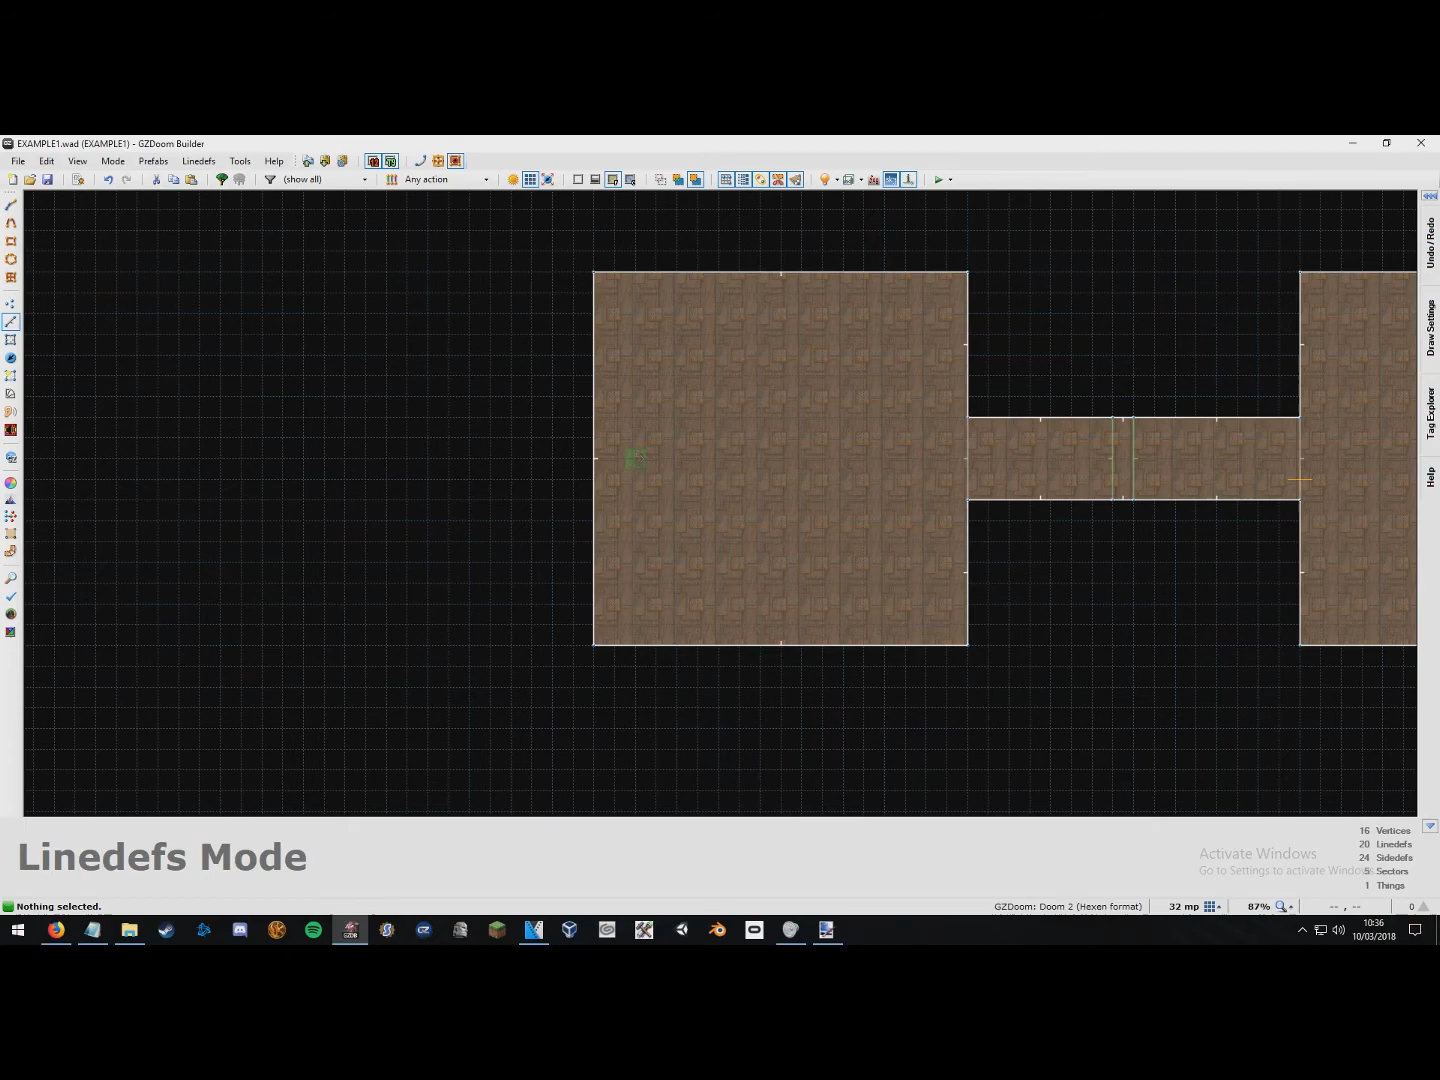 EXAMPLE1.wad (EXAMPLE1) - GZDoom Builder
File Edit View Mode Prefabs Linedefs Tools Help
(show all) Any action
Undo / Redo
Draw Settings
Tag Explorer
Help
Linedefs Mode
16 Vertices
20 Linedefs
24 Sidedefs
5 Sectors
1 Things
Activate Windows
Go to Settings to activate Windows
Nothing selected.
GZDoom: Doom 2 (Hexen format) 32 mp 87% -- , -- 0
10:36
10/03/2018